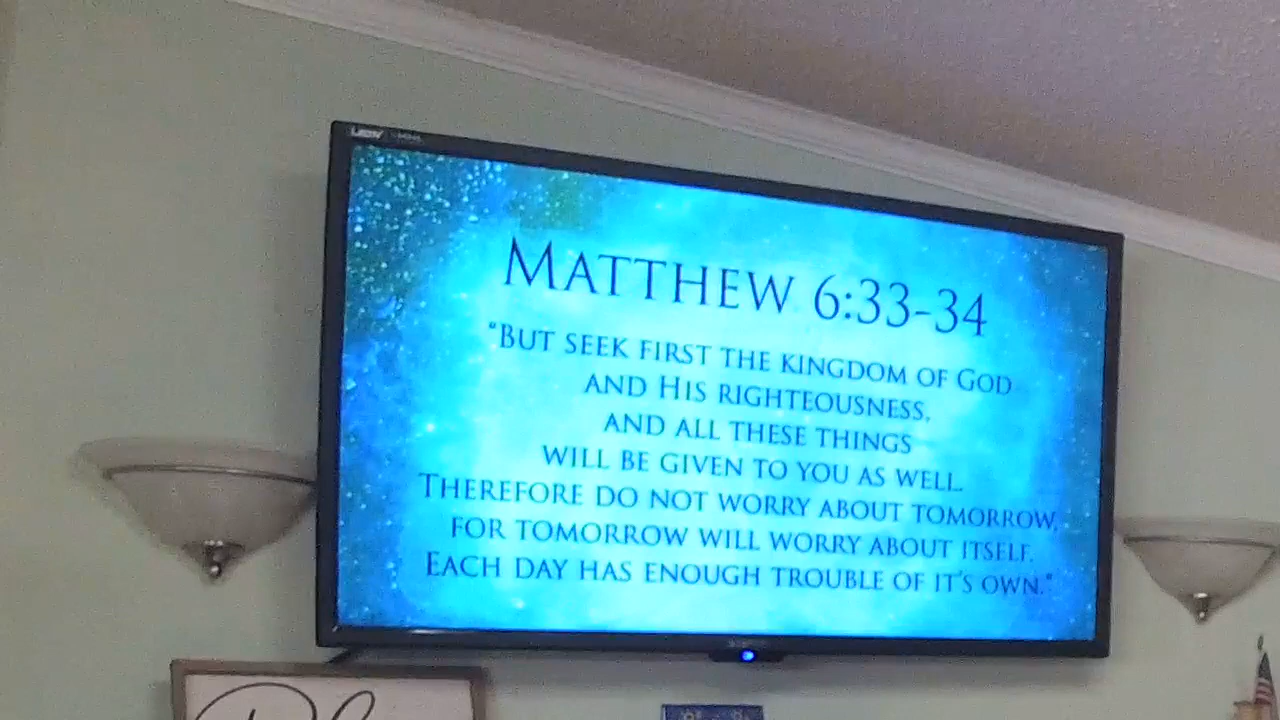 MATTHEW 6:33-34
"BUT SEEK FIRST THE KINGDOM OF GOD
AND HIS RIGHTEOUSNESS,
AND ALL THESE THINGS
WILL BE GIVEN TO YOU AS WELL.
THEREFORE DO NOT WORRY ABOUT TOMORROW,
FOR TOMORROW WILL WORRY ABOUT ITSELF.
EACH DAY HAS ENOUGH TROUBLE OF IT'S OWN."